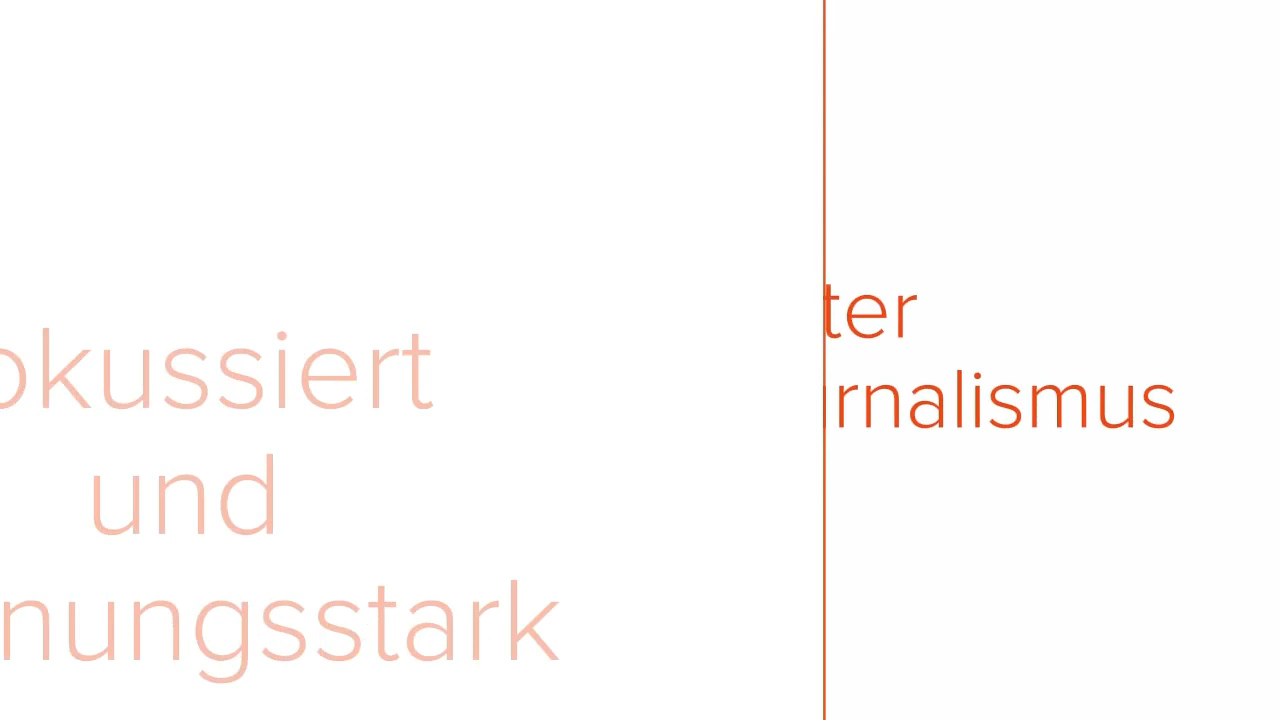 okussiert
und
nungsstark
ter
rnalismus